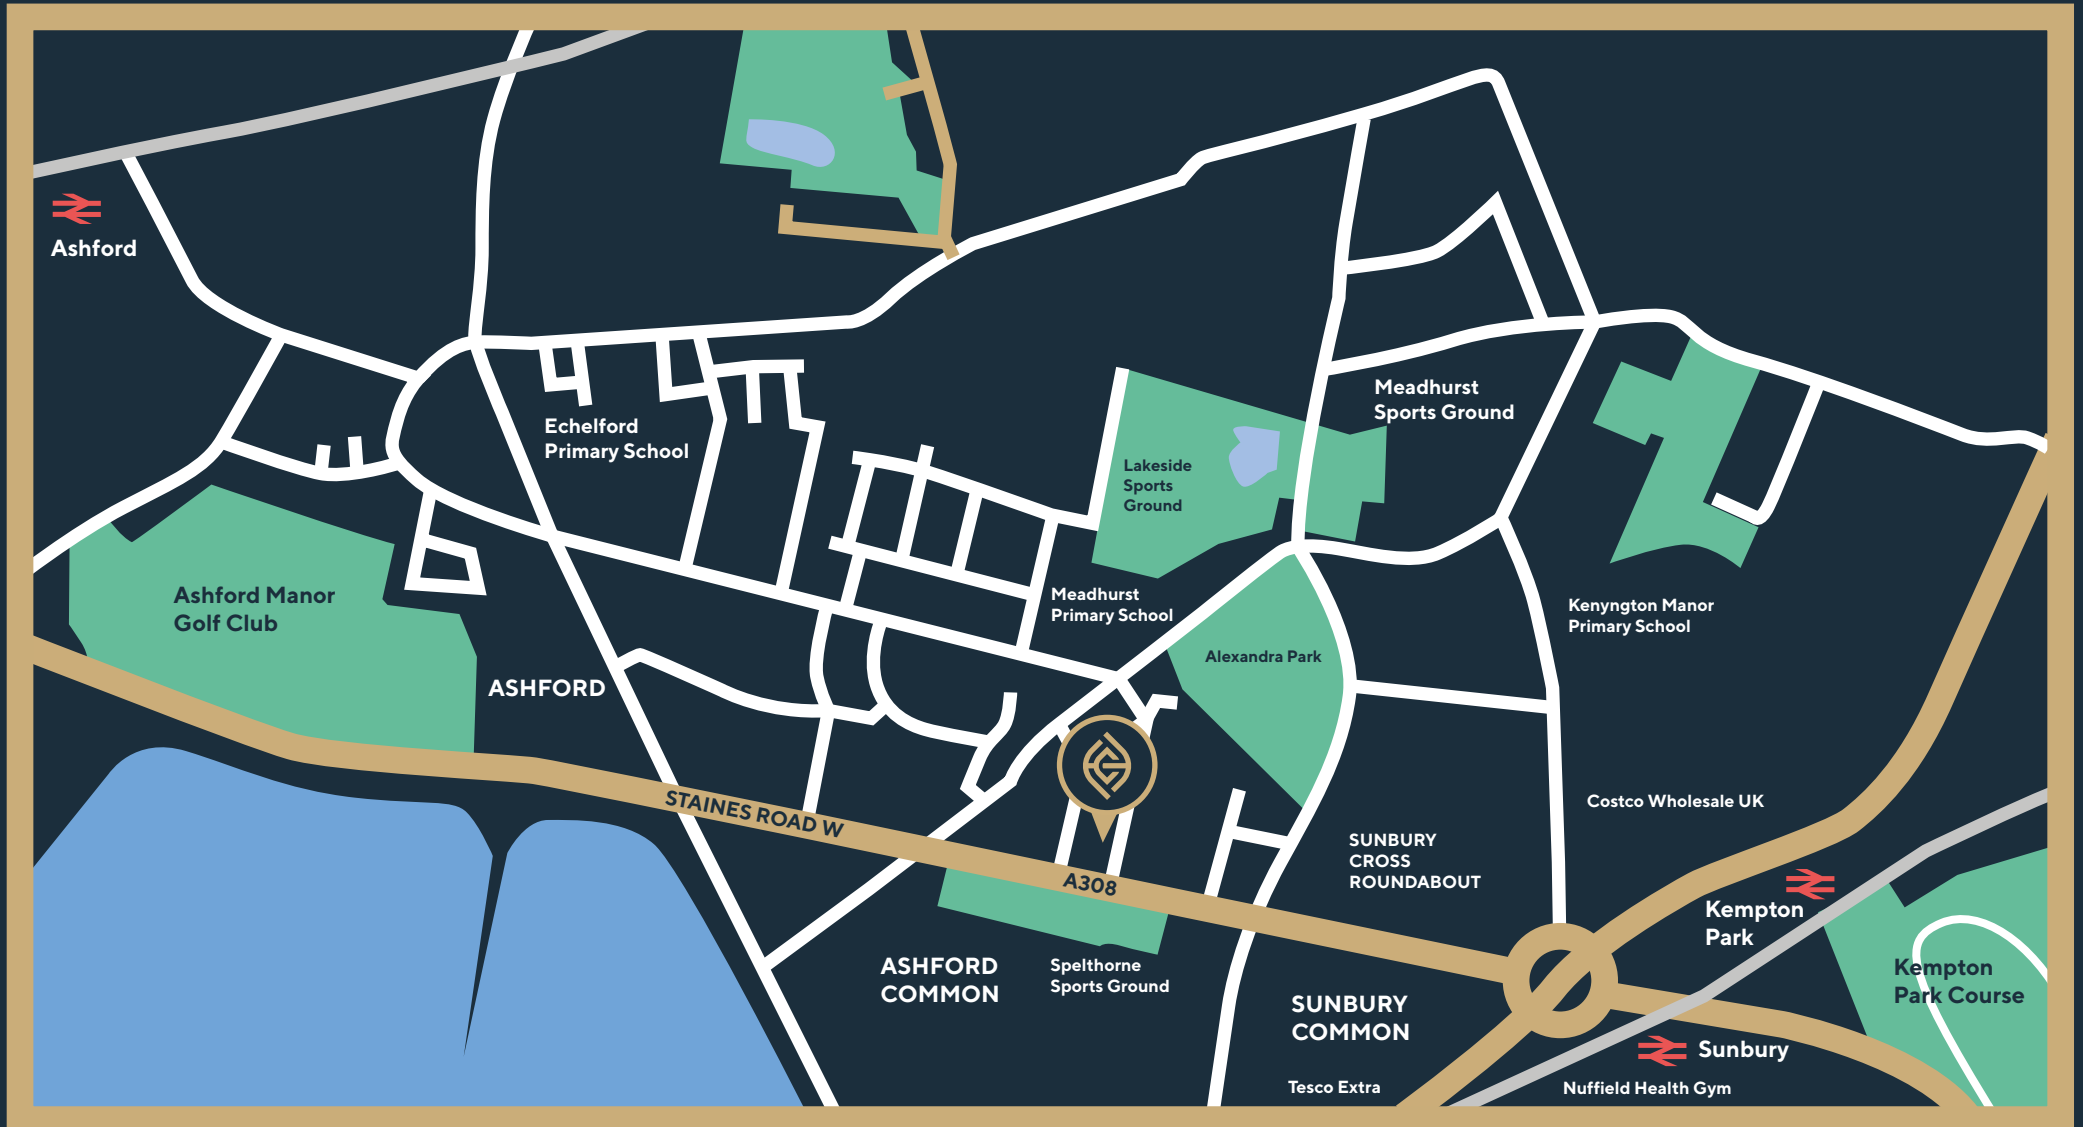 Ashford
Echelford
Primary School
Meadhurst
Sports Ground
Lakeside
Sports
Ground
Ashford Manor
Golf Club
Meadhurst
Primary School
Kenyngton Manor
Primary School
Alexandra Park
ASHFORD
STAINES ROAD W
Costco Wholesale UK
SUNBURY
CROSS
ROUNDABOUT
A308
Kempton
Park
ASHFORD
COMMON
Spelthorne
Sports Ground
Kempton
Park Course
SUNBURY
COMMON
Sunbury
Tesco Extra
Nuffield Health Gym